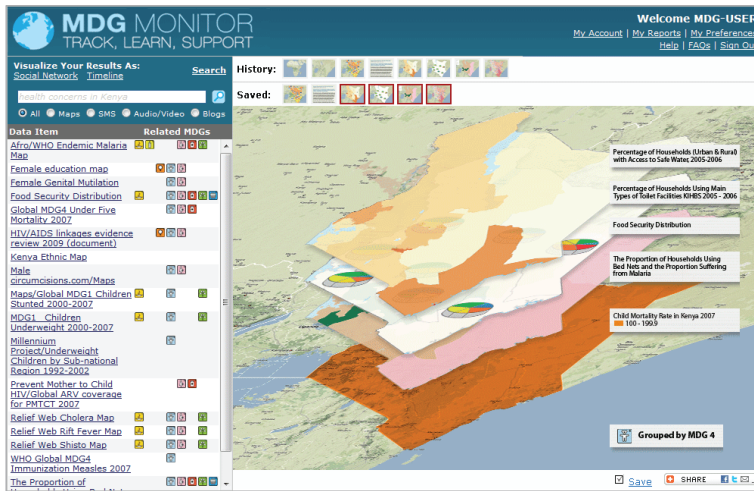 MDG MONITOR
TRACK, LEARN, SUPPORT
Welcome MDG-USER
My Account | My Reports | My Preferences
Help | FAQs | Sign Out
Visualize Your Results As:
Social Network Timeline
Search
health concerns in Kenya
All Maps SMS Audio/Video Blogs
Data Item Related MDGs
Afro/WHO Endemic Malaria
Map
Female education map
Female Genital Mutilation
Food Security Distribution
Global MDG4 Under Five
Mortality 2007
HIV/AIDS linkages evidence
review 2009 (document)
Kenya Ethnic Map
Male
circumcisions.com/Maps
Maps/Global MDG1 Children
Stunted 2000-2007
MDG1 Children
Underweight 2000-2007
Millennium
Project/Underweight
Children by Sub-national
Region 1992-2002
Prevent Mother to Child
HIV/Global ARV coverage
for PMTCT 2007
Relief Web Cholera Map
Relief Web Rift Fever Map
Relief Web Shisto Map
WHO Global MDG4
Immunization Measles 2007
The Proportion of
History:
Saved:
Percentage of Households (Urban & Rural)
with Access to Safe Water, 2005-2006
Percentage of Households Using Main
Types of Toilet Facilities KIHBS 2005 - 2006
Food Security Distribution
The Proportion of Households Using
Bed Nets and the Proportion Suffering
from Malaria
Child Mortality Rate in Kenya 2007
100 - 199.9
Grouped by MDG 4
Save
SHARE